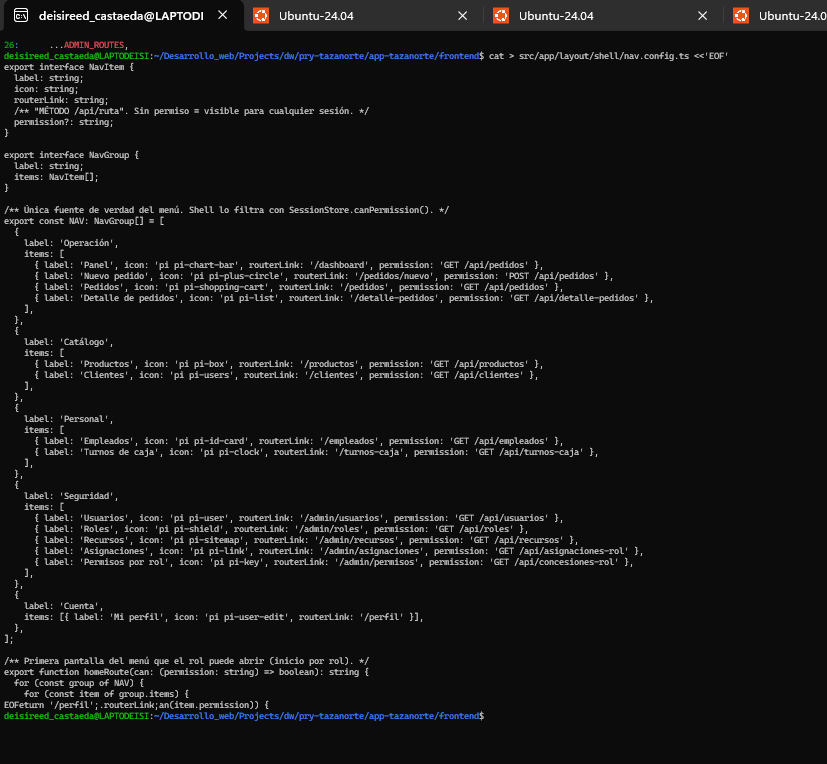 deisireed_castaeda@LAPTODI
Ubuntu-24.04
Ubuntu-24.04
Ubuntu-24.0
26:      ...ADMIN_ROUTES,
deisireed_castaeda@LAPTODEISI:~/Desarrollo_web/Projects/dw/pry-tazanorte/app-tazanorte/frontend$ cat > src/app/layout/shell/nav.config.ts <<'EOF'
export interface NavItem {
  label: string;
  icon: string;
  routerLink: string;
  /** "MÉTODO /api/ruta". Sin permiso = visible para cualquier sesión. */
  permission?: string;
}

export interface NavGroup {
  label: string;
  items: NavItem[];
}

/** Única fuente de verdad del menú. Shell lo filtra con SessionStore.canPermission(). */
export const NAV: NavGroup[] = [
  {
    label: 'Operación',
    items: [
      { label: 'Panel', icon: 'pi pi-chart-bar', routerLink: '/dashboard', permission: 'GET /api/pedidos' },
      { label: 'Nuevo pedido', icon: 'pi pi-plus-circle', routerLink: '/pedidos/nuevo', permission: 'POST /api/pedidos' },
      { label: 'Pedidos', icon: 'pi pi-shopping-cart', routerLink: '/pedidos', permission: 'GET /api/pedidos' },
      { label: 'Detalle de pedidos', icon: 'pi pi-list', routerLink: '/detalle-pedidos', permission: 'GET /api/detalle-pedidos' },
    ],
  },
  {
    label: 'Catálogo',
    items: [
      { label: 'Productos', icon: 'pi pi-box', routerLink: '/productos', permission: 'GET /api/productos' },
      { label: 'Clientes', icon: 'pi pi-users', routerLink: '/clientes', permission: 'GET /api/clientes' },
    ],
  },
  {
    label: 'Personal',
    items: [
      { label: 'Empleados', icon: 'pi pi-id-card', routerLink: '/empleados', permission: 'GET /api/empleados' },
      { label: 'Turnos de caja', icon: 'pi pi-clock', routerLink: '/turnos-caja', permission: 'GET /api/turnos-caja' },
    ],
  },
  {
    label: 'Seguridad',
    items: [
      { label: 'Usuarios', icon: 'pi pi-user', routerLink: '/admin/usuarios', permission: 'GET /api/usuarios' },
      { label: 'Roles', icon: 'pi pi-shield', routerLink: '/admin/roles', permission: 'GET /api/roles' },
      { label: 'Recursos', icon: 'pi pi-sitemap', routerLink: '/admin/recursos', permission: 'GET /api/recursos' },
      { label: 'Asignaciones', icon: 'pi pi-link', routerLink: '/admin/asignaciones', permission: 'GET /api/asignaciones-rol' },
      { label: 'Permisos por rol', icon: 'pi pi-key', routerLink: '/admin/permisos', permission: 'GET /api/concesiones-rol' },
    ],
  },
  {
    label: 'Cuenta',
    items: [{ label: 'Mi perfil', icon: 'pi pi-user-edit', routerLink: '/perfil' }],
  },
];

/** Primera pantalla del menú que el rol puede abrir (inicio por rol). */
export function homeRoute(can: (permission: string) => boolean): string {
  for (const group of NAV) {
    for (const item of group.items) {
EOFeturn '/perfil';.routerLink;an(item.permission)) {
deisireed_castaeda@LAPTODEISI:~/Desarrollo_web/Projects/dw/pry-tazanorte/app-tazanorte/frontend$